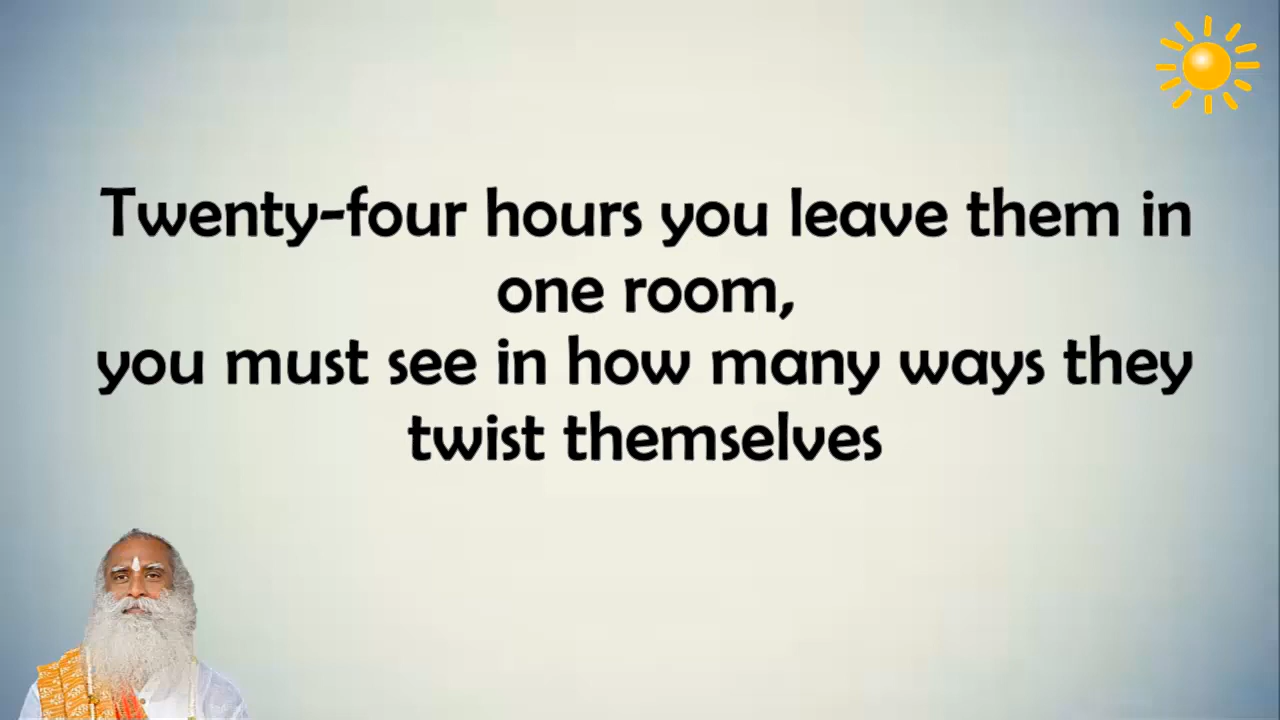 Twenty-four hours you leave them in
one room,
you must see in how many ways they
twist themselves